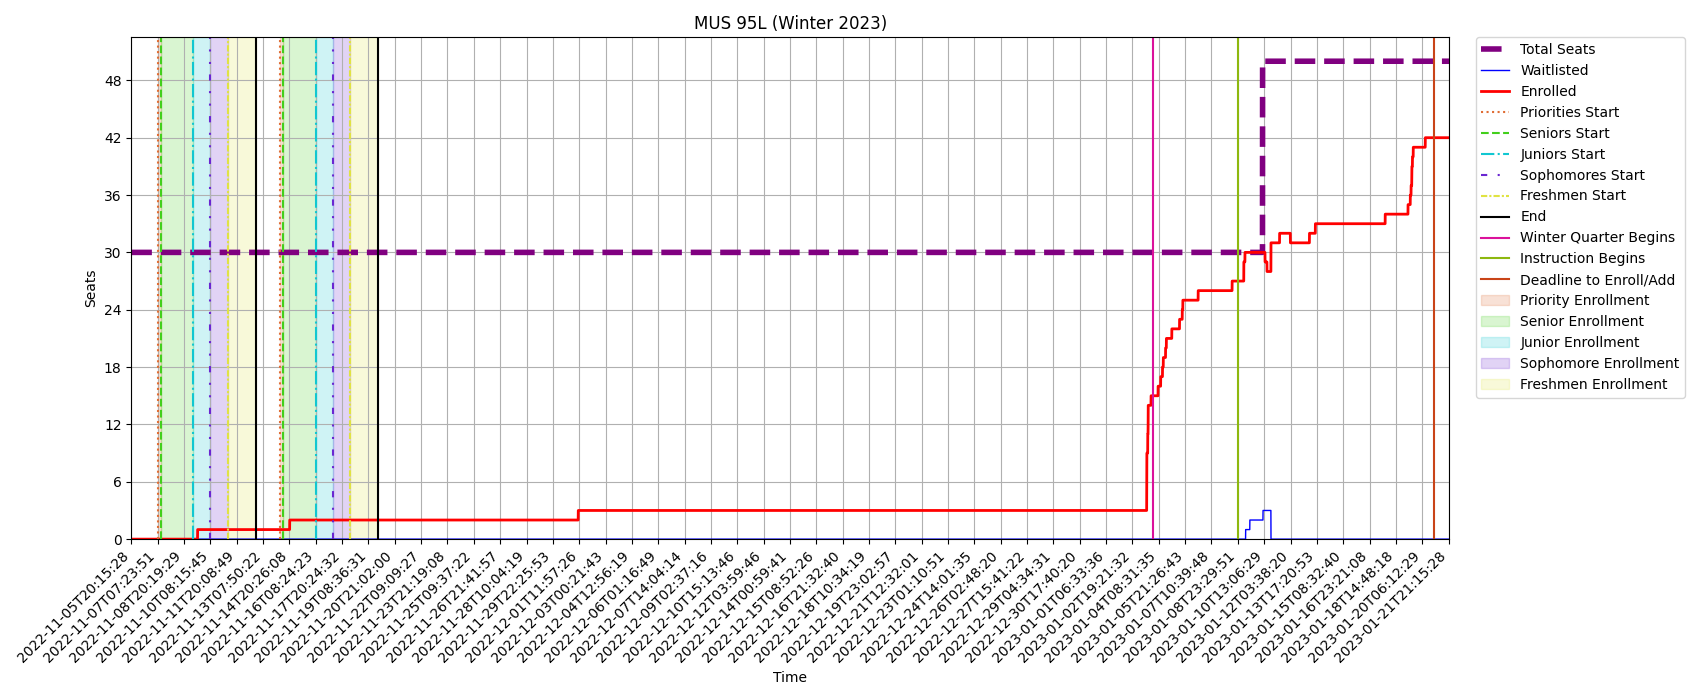 MUS 95L (Winter 2023)
Seats
48
42
36
30
24
18
12
6
0
2022-11-05T20:15:28
2022-11-07T07:23:51
2022-11-08T20:19:29
2022-11-10T08:15:45
2022-11-11T20:08:49
2022-11-13T07:50:22
2022-11-14T20:26:08
2022-11-16T08:24:23
2022-11-17T20:24:32
2022-11-19T08:36:31
2022-11-20T21:02:00
2022-11-22T09:09:27
2022-11-23T21:19:08
2022-11-25T09:37:22
2022-11-26T21:41:57
2022-11-28T10:04:19
2022-11-29T22:25:53
2022-12-01T11:57:26
2022-12-03T00:21:43
2022-12-04T12:56:19
2022-12-06T01:16:49
2022-12-07T14:04:14
2022-12-09T02:37:16
2022-12-10T15:13:46
2022-12-12T03:59:46
2022-12-14T00:59:41
2022-12-15T08:52:26
2022-12-16T21:32:40
2022-12-18T10:34:19
2022-12-19T23:02:57
2022-12-21T12:32:01
2022-12-23T01:10:51
2022-12-24T14:01:35
2022-12-26T02:48:20
2022-12-27T15:41:22
2022-12-29T04:34:31
2022-12-30T17:40:20
2023-01-01T06:33:36
2023-01-02T19:21:32
2023-01-04T08:31:35
2023-01-05T21:26:43
2023-01-07T10:39:48
2023-01-08T23:29:51
2023-01-10T13:06:29
2023-01-12T03:38:20
2023-01-13T17:20:53
2023-01-15T08:32:40
2023-01-16T23:21:08
2023-01-18T14:48:18
2023-01-20T06:12:29
2023-01-21T21:15:28
Time
Total Seats
Waitlisted
Enrolled
Priorities Start
Seniors Start
Juniors Start
Sophomores Start
Freshmen Start
End
Winter Quarter Begins
Instruction Begins
Deadline to Enroll/Add
Priority Enrollment
Senior Enrollment
Junior Enrollment
Sophomore Enrollment
Freshmen Enrollment